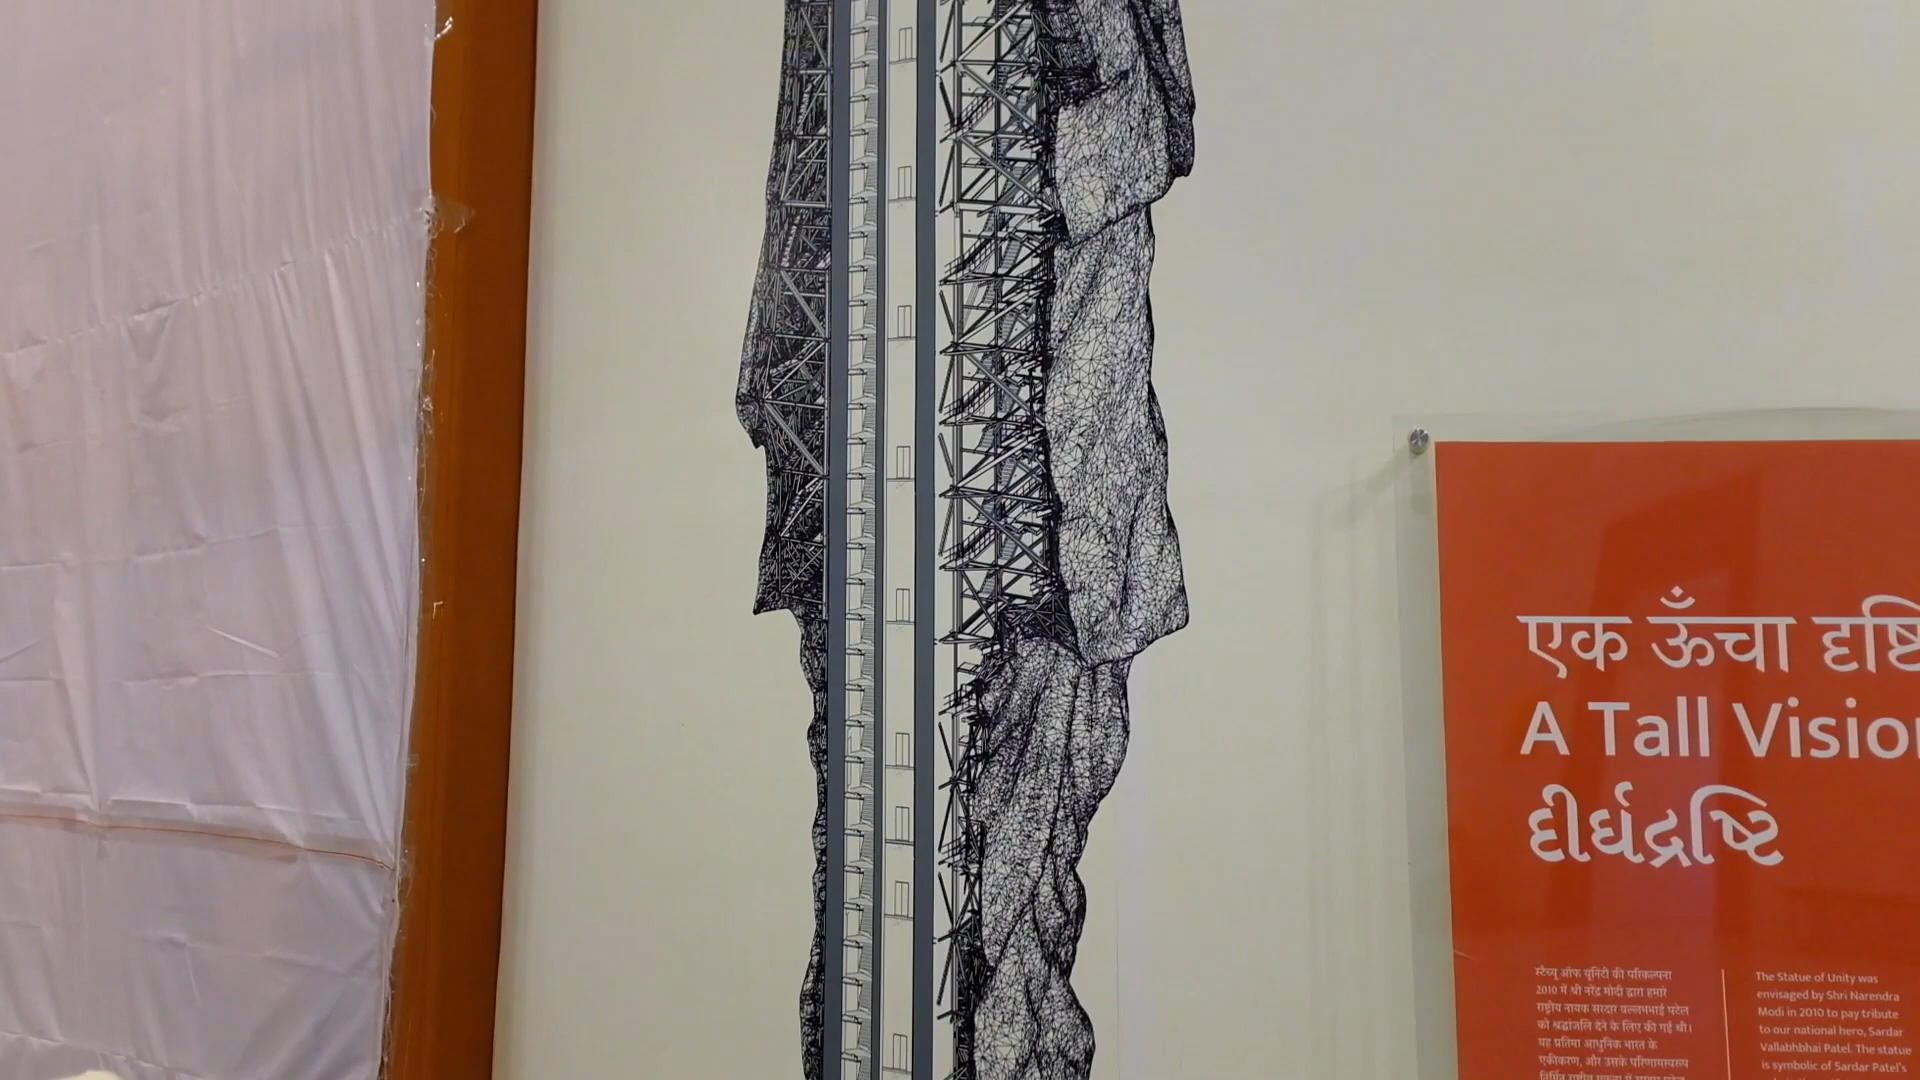 एक ऊँचा दृष्टि
A Tall Vision
દીર્ઘદ્રષ્ટિ
स्टैच्यू ऑफ यूनिटी की परिकल्पना
2010 में श्री नरेंद्र मोदी द्वारा हमारे
राष्ट्रीय नायक सरदार वल्लभभाई पटेल
को श्रद्धांजलि देने के लिए की गई थी।
यह प्रतिमा आधुनिक भारत के
एकीकरण, और उसके परिणामस्वरूप
The Statue of Unity was
envisaged by Shri Narendra
Modi in 2010 to pay tribute
to our national hero, Sardar
Vallabhbhai Patel. The statue
is symbolic of Sardar Patel's